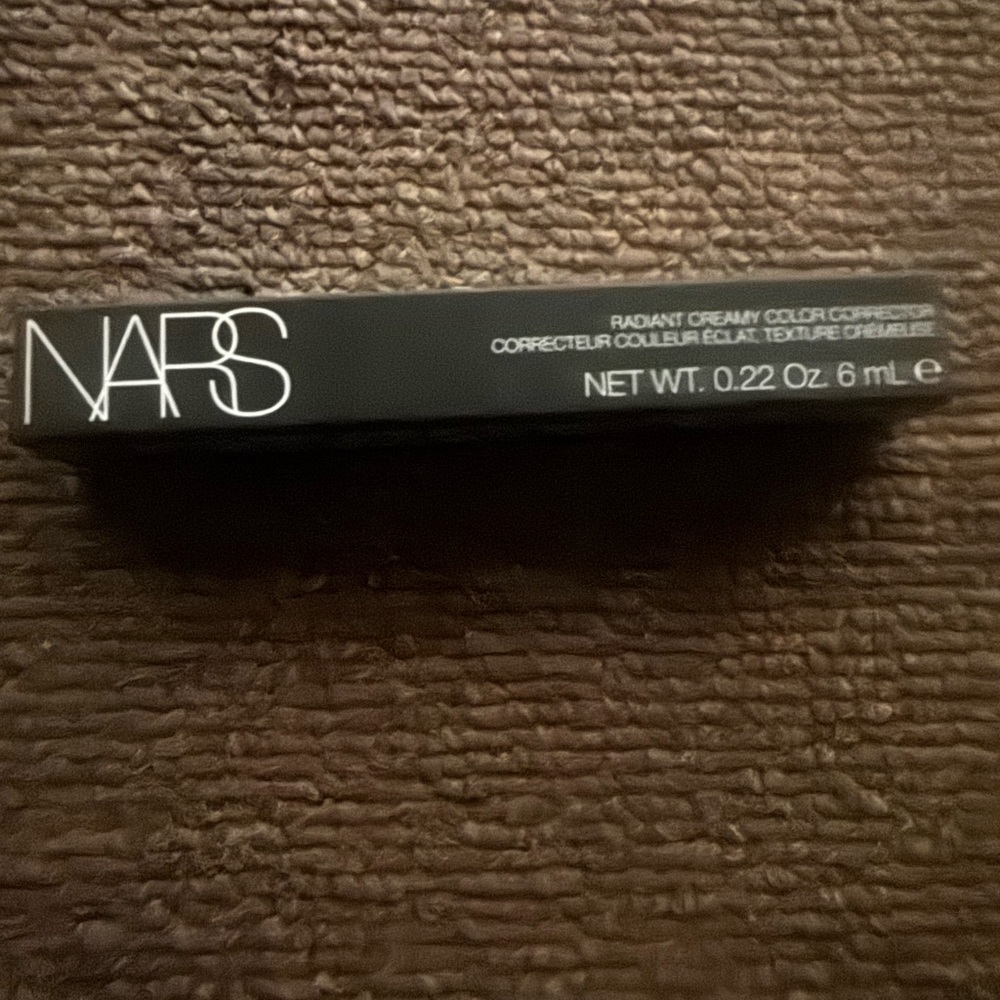 NARS
RADIANT CREAMY COLOR CORRECTOR
CORRECTEUR COULEUR ÉCLAT, TEXTURE CRÉMEUSE
NET WT. 0.22 Oz. 6 mL ℮